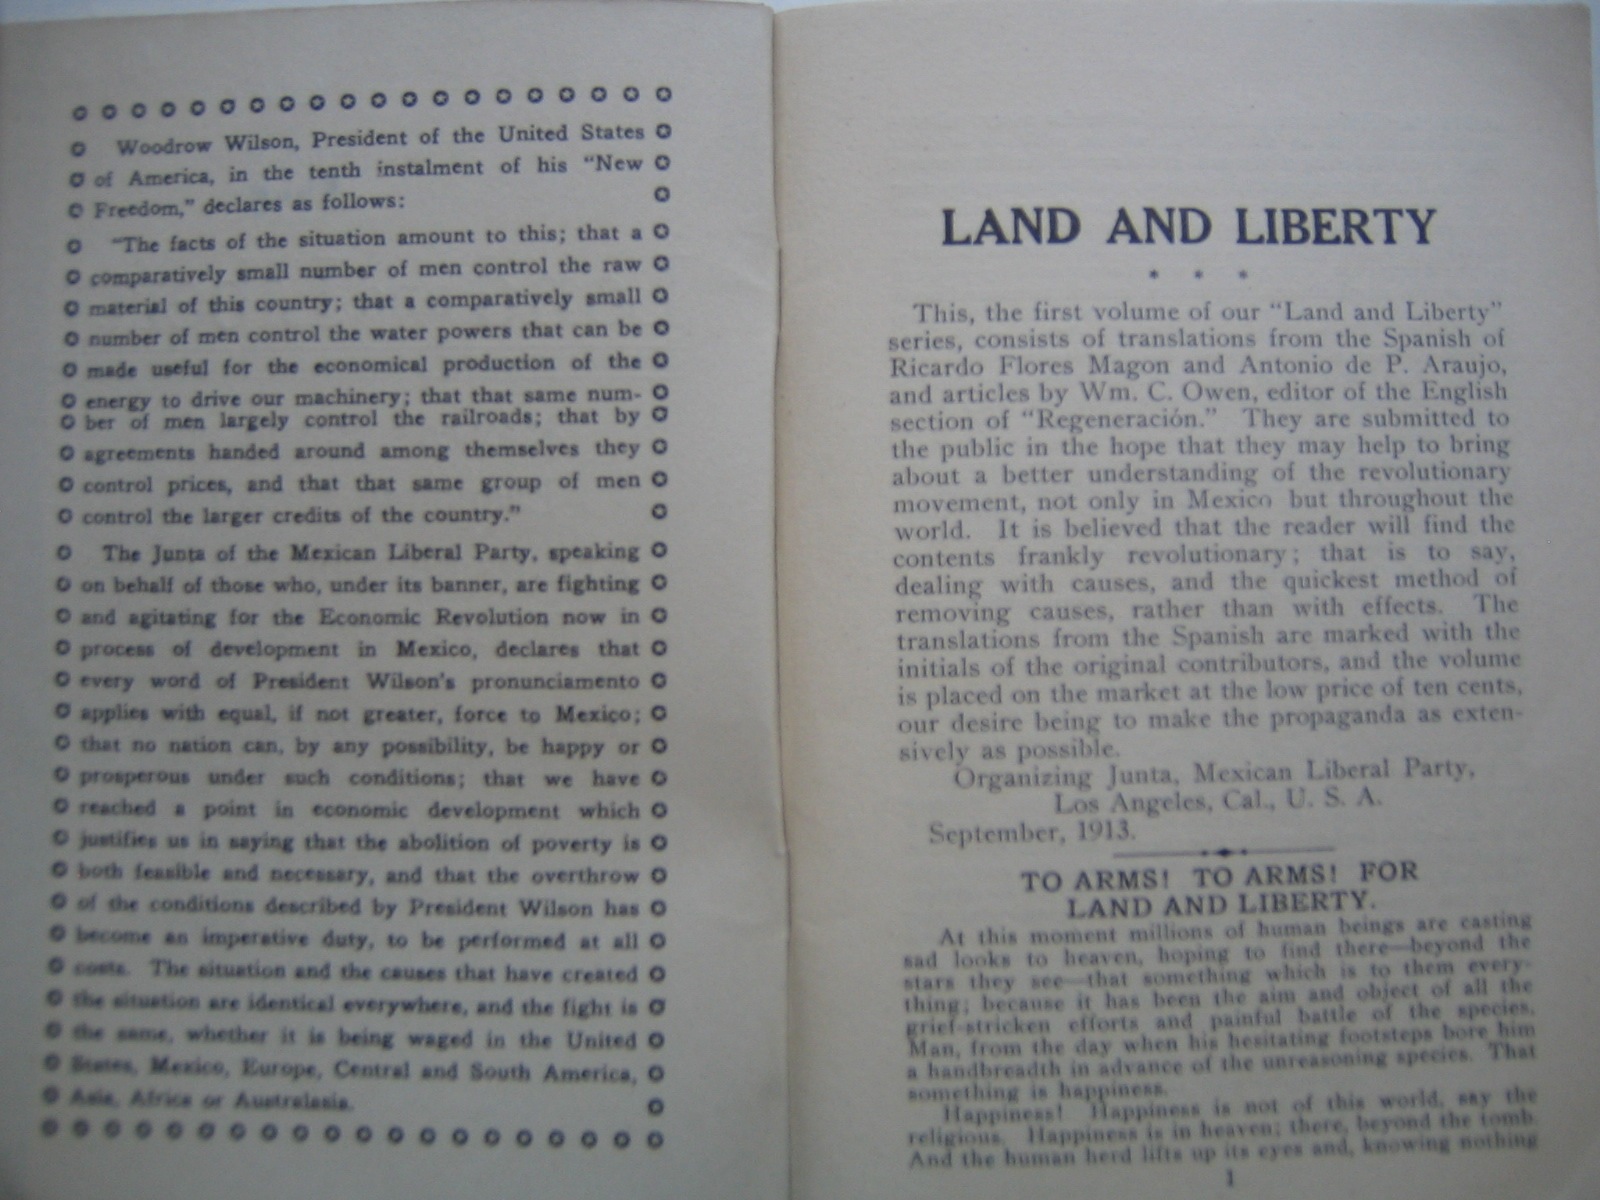 Woodrow Wilson, President of the United States
of America, in the tenth instalment of his "New
Freedom," declares as follows:
"The facts of the situation amount to this; that a
comparatively small number of men control the raw
material of this country; that a comparatively small
number of men control the water powers that can be
made useful for the economical production of the
energy to drive our machinery; that that same num-
ber of men largely control the railroads; that by
agreements handed around among themselves they
control prices, and that that same group of men
control the larger credits of the country."
The Junta of the Mexican Liberal Party, speaking
on behalf of those who, under its banner, are fighting
and agitating for the Economic Revolution now in
process of development in Mexico, declares that
every word of President Wilson's pronunciamento
applies with equal, if not greater, force to Mexico;
that no nation can, by any possibility, be happy or
prosperous under such conditions; that we have
reached a point in economic development which
justifies us in saying that the abolition of poverty is
both feasible and necessary, and that the overthrow
of the conditions described by President Wilson has
become an imperative duty, to be performed at all
costs. The situation and the causes that have created
the situation are identical everywhere, and the fight is
the same, whether it is being waged in the United
States, Mexico, Europe, Central and South America,
Asia, Africa or Australasia.
LAND AND LIBERTY
* * *
This, the first volume of our "Land and Liberty"
series, consists of translations from the Spanish of
Ricardo Flores Magon and Antonio de P. Araujo,
and articles by Wm. C. Owen, editor of the English
section of "Regeneración." They are submitted to
the public in the hope that they may help to bring
about a better understanding of the revolutionary
movement, not only in Mexico but throughout the
world. It is believed that the reader will find the
contents frankly revolutionary; that is to say,
dealing with causes, and the quickest method of
removing causes, rather than with effects. The
translations from the Spanish are marked with the
initials of the original contributors, and the volume
is placed on the market at the low price of ten cents,
our desire being to make the propaganda as exten-
sively as possible.
Organizing Junta, Mexican Liberal Party,
Los Angeles, Cal., U. S. A.
September, 1913.
TO ARMS! TO ARMS! FOR
LAND AND LIBERTY.
At this moment millions of human beings are casting
sad looks to heaven, hoping to find there—beyond the
stars they see—that something which is to them every-
thing; because it has been the aim and object of all the
grief-stricken efforts and painful battle of the species,
Man, from the day when his hesitating footsteps bore him
a handbreadth in advance of the unreasoning species. That
something is happiness.
Happiness! Happiness is not of this world, say the
religious. Happiness is in heaven; there, beyond the tomb.
And the human herd lifts up its eyes and, knowing nothing
1